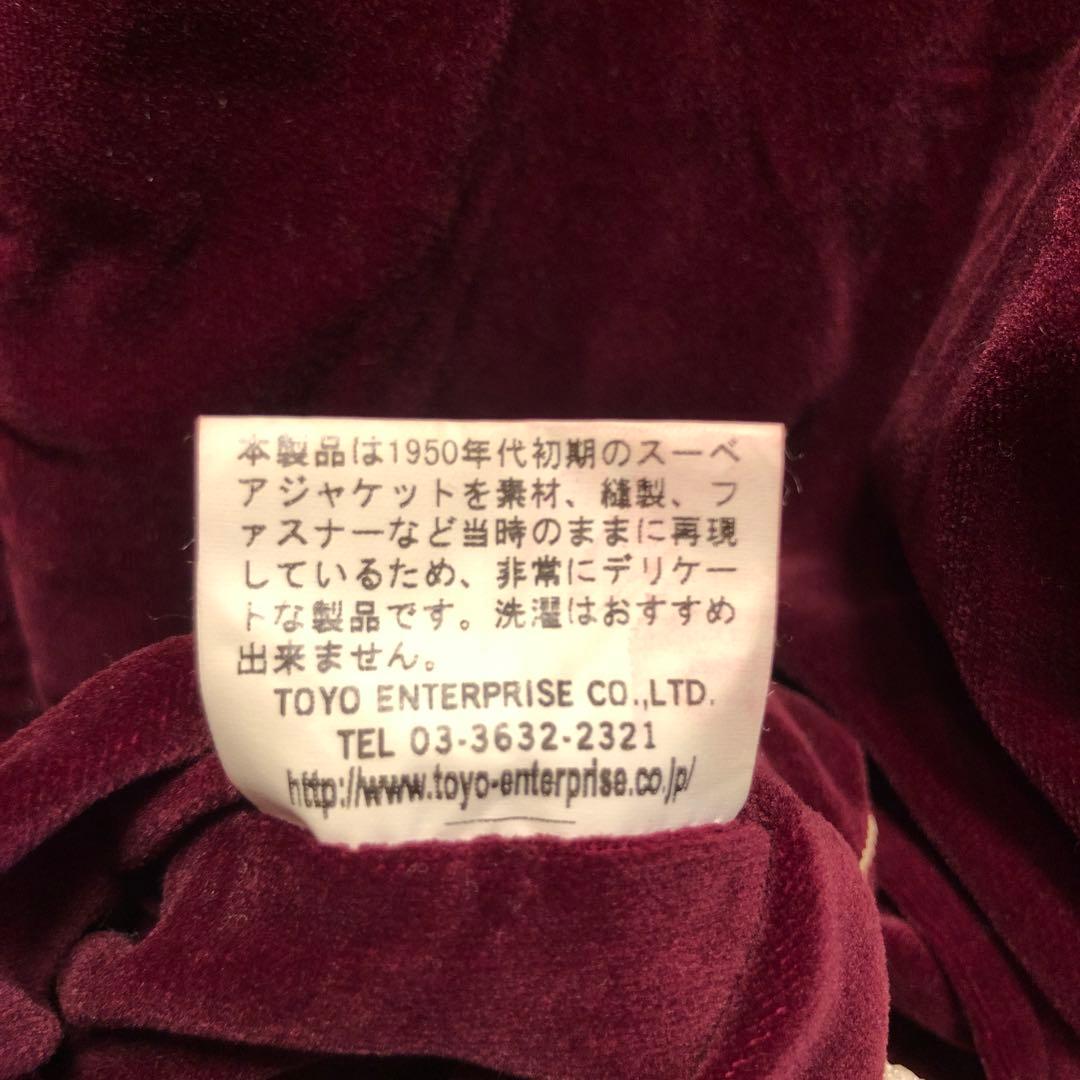 本製品は1950年代初期のスーベ
アジャケットを素材、縫製、フ
ァスナーなど当時のままに再現
しているため、非常にデリケー
トな製品です。洗濯はおすすめ
出来ません。
TOYO ENTERPRISE CO.,LTD.
TEL 03-3632-2321
http://www.toyo-enterprise.co.jp/